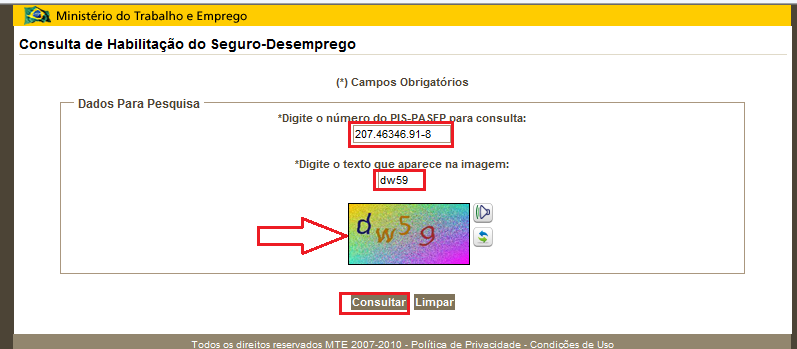 Ministério do Trabalho e Emprego
Consulta de Habilitação do Seguro-Desemprego
(*) Campos Obrigatórios
Dados Para Pesquisa
*Digite o número do PIS-PASEP para consulta:
207.46346.91-8
*Digite o texto que aparece na imagem:
dw59
dw59
Consultar Limpar
Todos os direitos reservados MTE 2007-2010 - Política de Privacidade - Condições de Uso